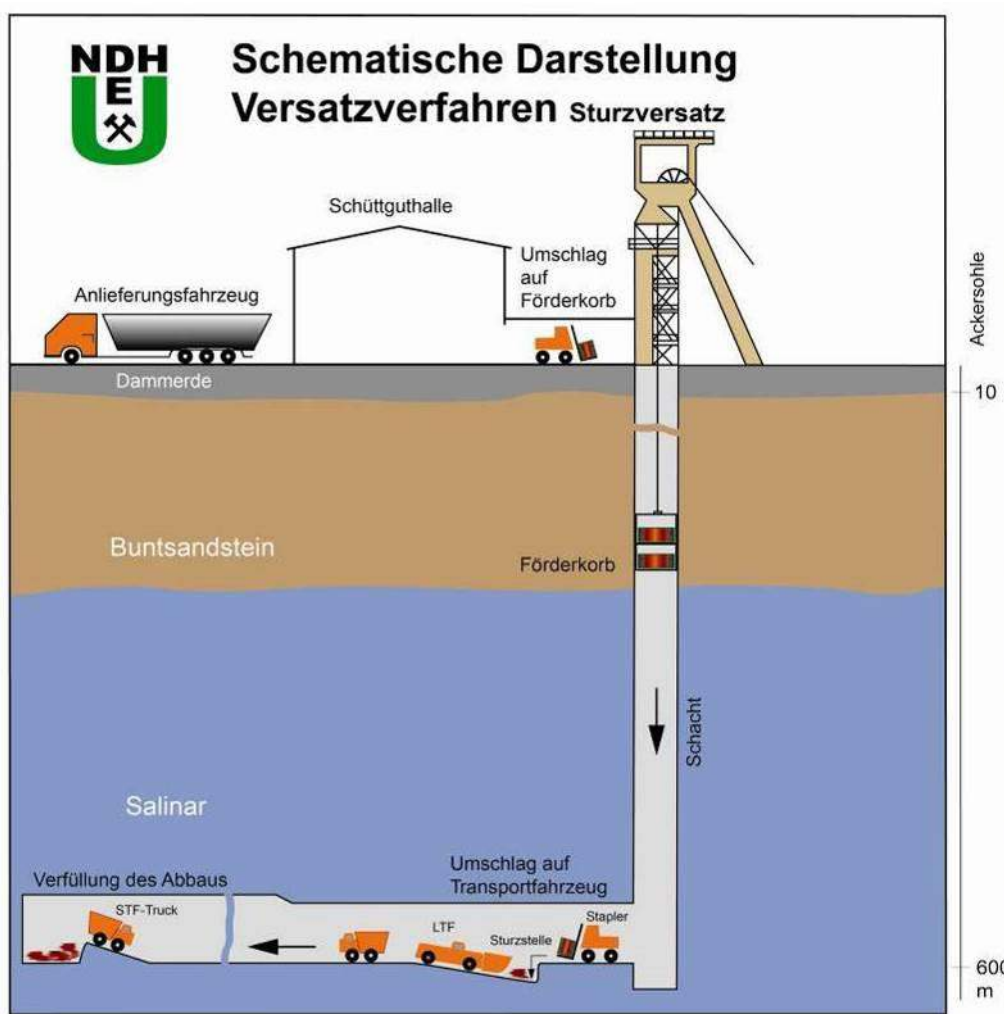 NDH
E
Schematische Darstellung
Versatzverfahren Sturzversatz
Schüttguthalle
Umschlag
auf
Förderkorb
Anlieferungsfahrzeug
Ackersohle
Dammerde
10
Buntsandstein
Förderkorb
Schacht
Salinar
Umschlag auf
Transportfahrzeug
Verfüllung des Abbaus
STF-Truck
LTF
Sturzstelle
Stapler
600
m